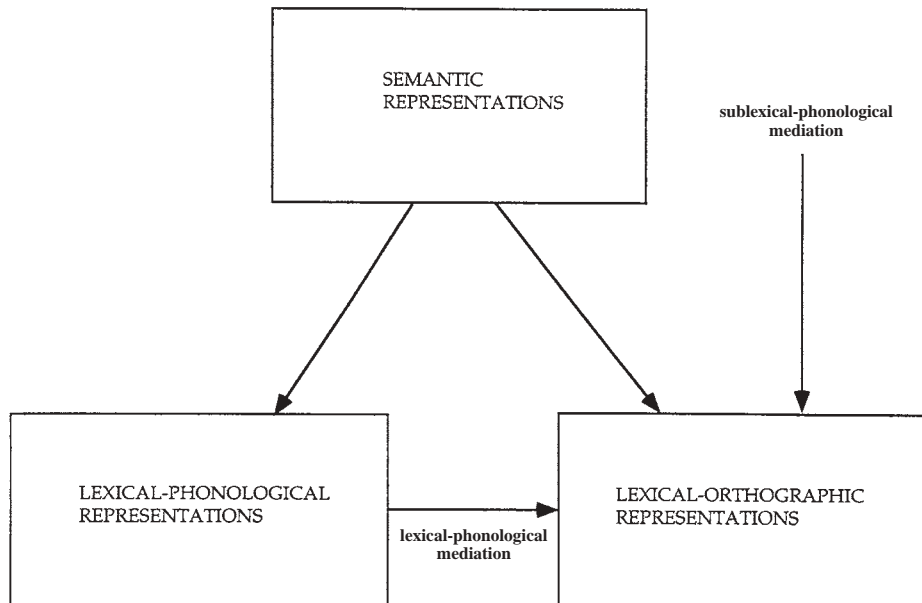 SEMANTIC
REPRESENTATIONS
sublexical-phonological
mediation
LEXICAL-PHONOLOGICAL
REPRESENTATIONS
lexical-phonological
mediation
LEXICAL-ORTHOGRAPHIC
REPRESENTATIONS